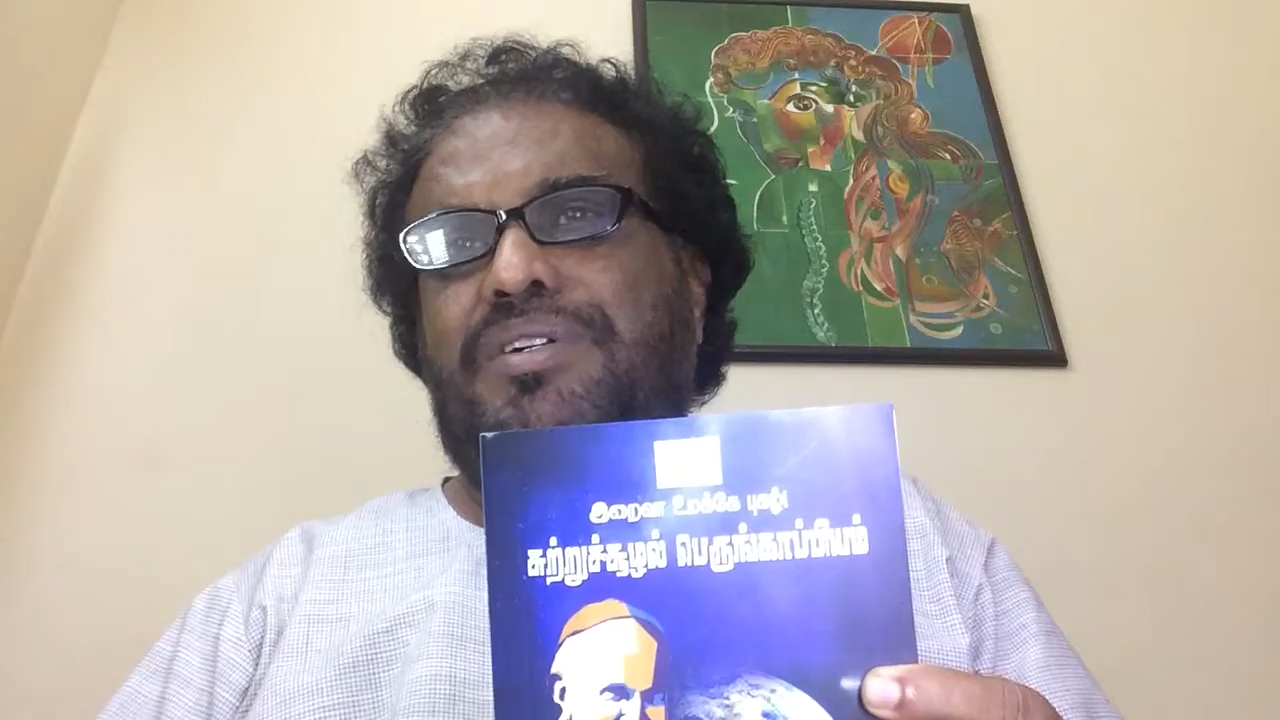 இறைவா உமக்கே புகழ்!
சுற்றுச்சூழல் பெருங்காப்பியம்